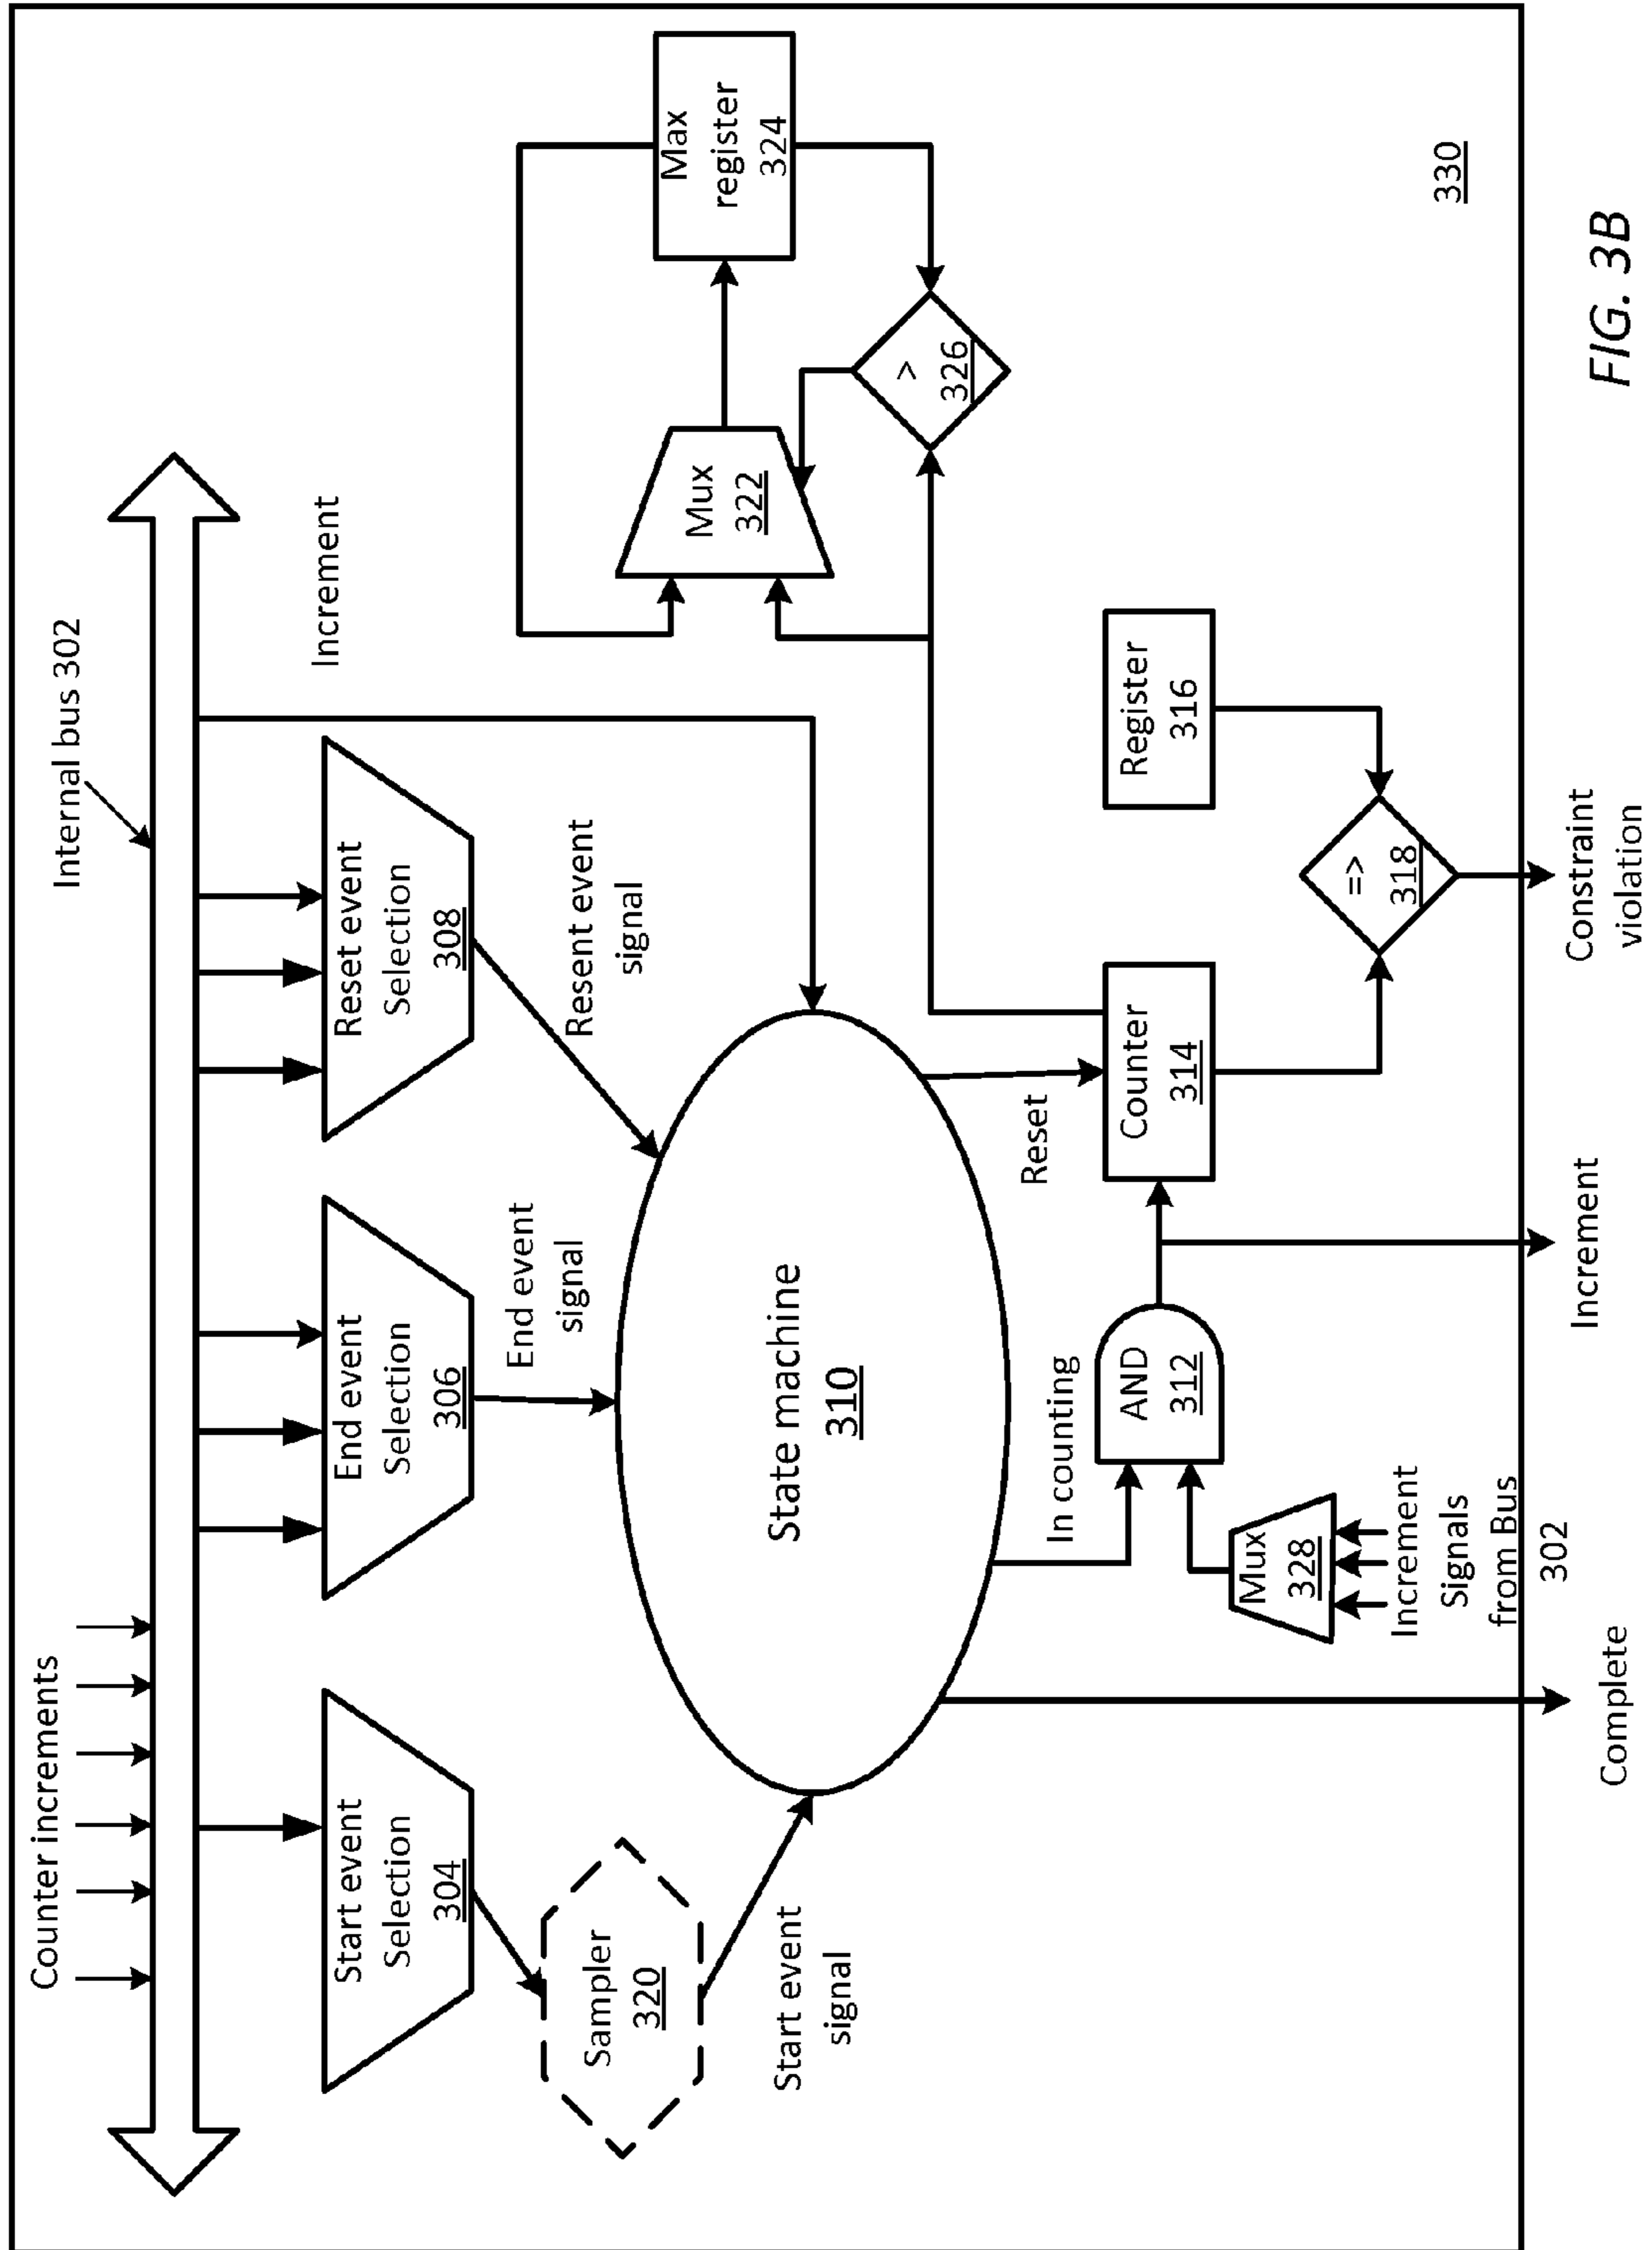 Counter increments
Internal bus 302
Start event
Selection
304
End event
Selection
306
Reset event
Selection
308
Increment
Sampler
320
Start event
signal
End event
signal
Resent event
signal
State machine
310
Mux
322
Max
register
324
>
326
In counting
Reset
Mux
328
Increment
Signals
from Bus
302
AND
312
Counter
314
Register
316
=>
318
330
Complete
Increment
Constraint
violation
FIG. 3B